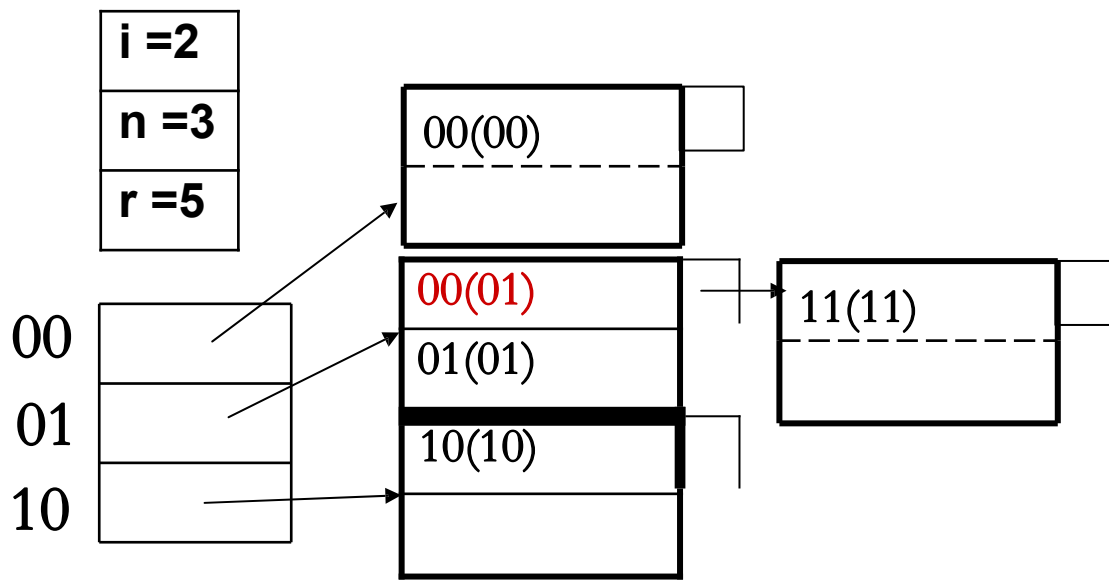 i =2
n =3
r =5
00(00)
00(01)
01(01)
11(11)
10(10)
00
01
10